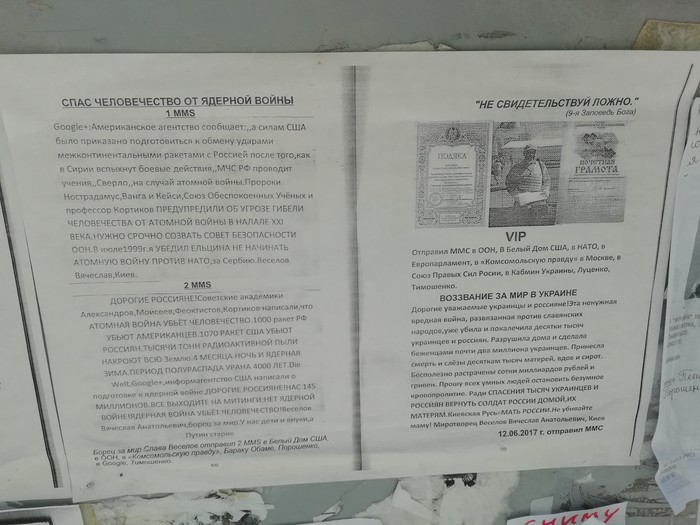 СПАС ЧЕЛОВЕЧЕСТВО ОТ ЯДЕРНОЙ ВОЙНЫ
1 MMS
Google+:Американское агентство сообщает:,,а силам США
было приказано подготовиться к обмену ударами
межконтинентальными ракетами с Россией после того,как
в Сирии вспыхнут боевые действия,,МЧС РФ проводит
учения,,Сверло,,на случай атомной войны.Пророки
Нострадамус,Ванга и Кейси,Союз Обеспокоенных Учёных и
профессор Кортиков ПРЕДУПРЕДИЛИ ОБ УГРОЗЕ ГИБЕЛИ
ЧЕЛОВЕЧЕСТВА ОТ АТОМНОЙ ВОЙНЫ В НАЛАЛЕ XXI
ВЕКА.НУЖНО СРОЧНО СОЗВАТЬ СОВЕТ БЕЗОПАСНОСТИ
ООН.В июле1999г.я УБЕДИЛ ЕЛЬЦИНА НЕ НАЧИНАТЬ
АТОМНУЮ ВОЙНУ ПРОТИВ НАТО,за Сербию.Веселов
Вячеслав,Киев.
2 MMS
ДОРОГИЕ РОССИЯНЕ!Советские академики
Александров,Моисеев,Феоктистов,Кортиков написали,что
АТОМНАЯ ВОЙНА УБЬЁТ ЧЕЛОВЕЧЕСТВО.1000 ракет РФ
УБЬЮТ АМЕРИКАНЦЕВ.1070 РАКЕТ США УБЬЮТ
РОССИЯН.ТЫСЯЧИ ТОНН РАДИОАКТИВНОЙ ПЫЛИ
НАКРОЮТ ВСЮ Землю.4 МЕСЯЦА НОЧЬ И ЯДЕРНАЯ
ЗИМА.ПЕРИОД ПОЛУРАСПАДА УРАНА 4000 ЛЕТ.Die
Welt,Google+,информагентство США написали о
подготовке к ядерной войне.ДОРОГИЕ РОССИЯНЕ!НАС 145
МИЛЛИОНОВ.ВСЕ ВЫХОДИТЕ НА МИТИНГИ:НЕТ ЯДЕРНОЙ
ВОЙНЕ!ЯДЕРНАЯ ВОЙНА УБЬЁТ ЧЕЛОВЕЧЕСТВО!Веселов
Вячеслав Анатольевич,борец за мир.У нас дети и внуки,а
Путин старие
Борец за мир Слава Веселов отправил 2 MMS в Белый Дом США,
в ООН, в «Комсомольскую правду», Бараку Обаме, Порошенко,
в Google, Тимошенко.
"НЕ СВИДЕТЕЛЬСТВУЙ ЛОЖНО."
(9-я Заповедь Бога)
ПОДЯКА
ПОЧЕТНАЯ
ГРАМОТА
VIP
Отправил ММС в ООН, В Белый Дом США, в НАТО, в
Европарламент, в «Комсомольскую правду» в Москве, в
Союз Правых Сил Росии, в Кабмин Украины, Луценко,
Тимошенко.
ВОЗЗВАНИЕ ЗА МИР В УКРАИНЕ
Дорогие уважаемые украинцы и россияне!Эта ненужная
вредная война, развязанная против славянских
народов,уже убила и покалечила десятки тысяч
украинцев и россиян. Разрушила дома и сделала
беженцами почти два миллиона украинцев. Принесла
смерть и слёзы десяткам тысяч матерей, вдов и сирот.
Бесполезно растрачены сотни миллиардов рублей и
гривен. Прошу всех умных людей остановить безумное
кровопролитие. Ради СПАСЕНИЯ ТЫСЯЧ УКРАИНЦЕВ И
РОССИЯН ВЕРНУТЬ СОЛДАТ РОССИИ ДОМОЙ,ИХ
МАТЕРЯМ.Киевская Русь=МАТЬ РОССИИ.Не убивайте
маму! Миротворец Веселов Вячеслав Анатольевич, Киев
12.06.2017 г. отправил ММС
сниму